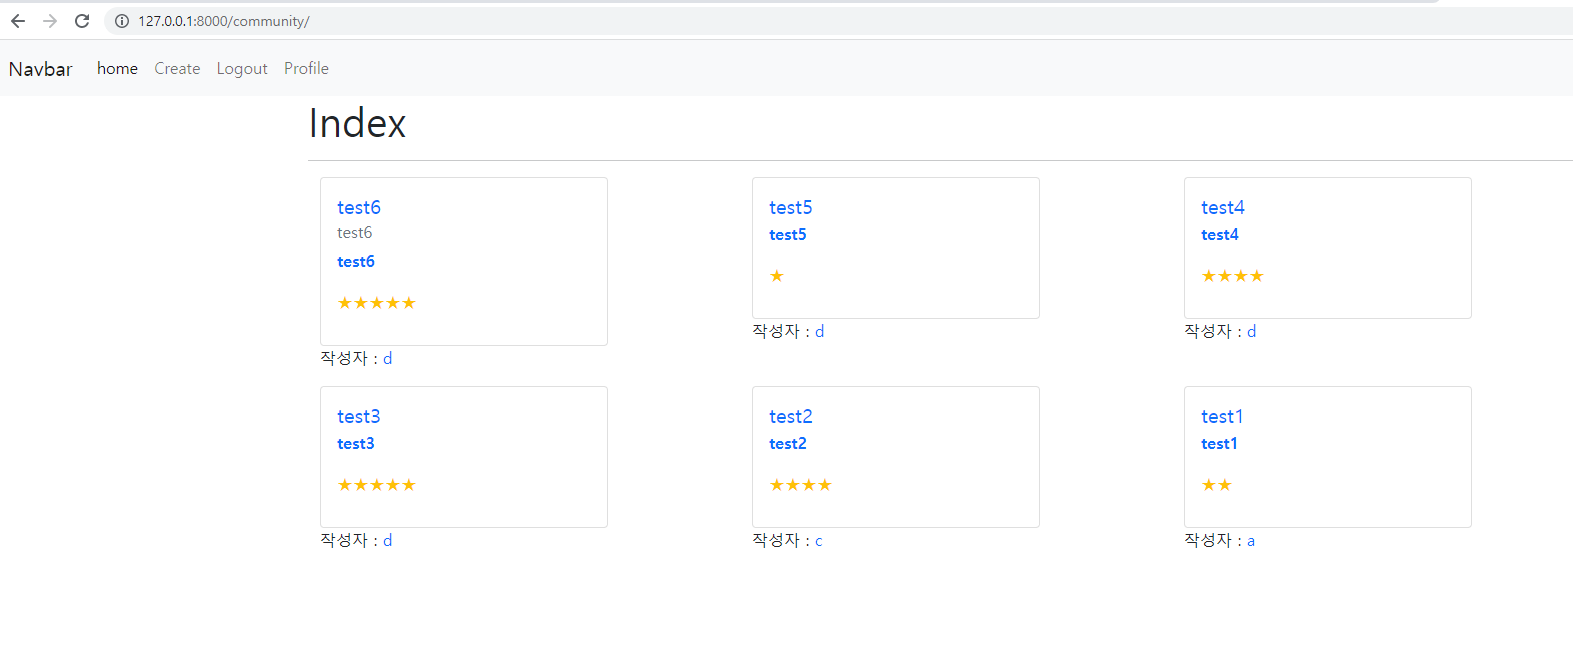 127.0.0.1:8000/community/
Navbar home Create Logout Profile
Index
test6
test6
test6
★★★★★
작성자 : d
test5
test5
★
작성자 : d
test4
test4
★★★★
작성자 : d
test3
test3
★★★★★
작성자 : d
test2
test2
★★★★
작성자 : c
test1
test1
★★
작성자 : a